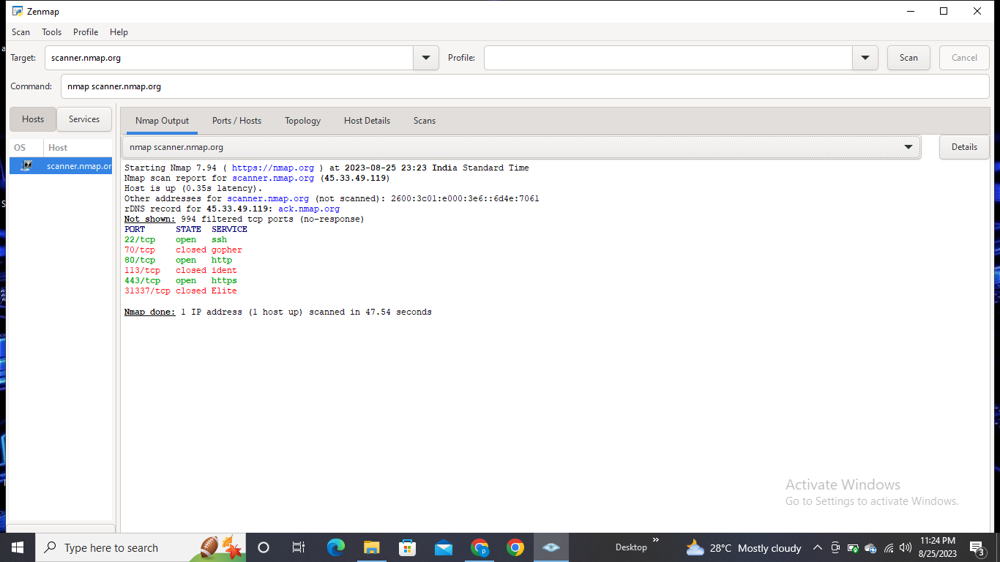 Zenmap
Scan Tools Profile Help
Target: scanner.nmap.org Profile: Scan Cancel
Command: nmap scanner.nmap.org
Hosts Services
Nmap Output Ports / Hosts Topology Host Details Scans
OS Host
scanner.nmap.or
nmap scanner.nmap.org Details
Starting Nmap 7.94 ( https://nmap.org ) at 2023-08-25 23:23 India Standard Time
Nmap scan report for scanner.nmap.org (45.33.49.119)
Host is up (0.35s latency).
Other addresses for scanner.nmap.org (not scanned): 2600:3c01:e000:3e6::6d4e:7061
rDNS record for 45.33.49.119: ack.nmap.org
Not shown: 994 filtered tcp ports (no-response)
PORT STATE SERVICE
22/tcp open ssh
70/tcp closed gopher
80/tcp open http
113/tcp closed ident
443/tcp open https
31337/tcp closed Elite
Nmap done: 1 IP address (1 host up) scanned in 47.54 seconds
Activate Windows
Go to Settings to activate Windows.
Type here to search
Desktop
28°C Mostly cloudy
11:24 PM
8/25/2023
3